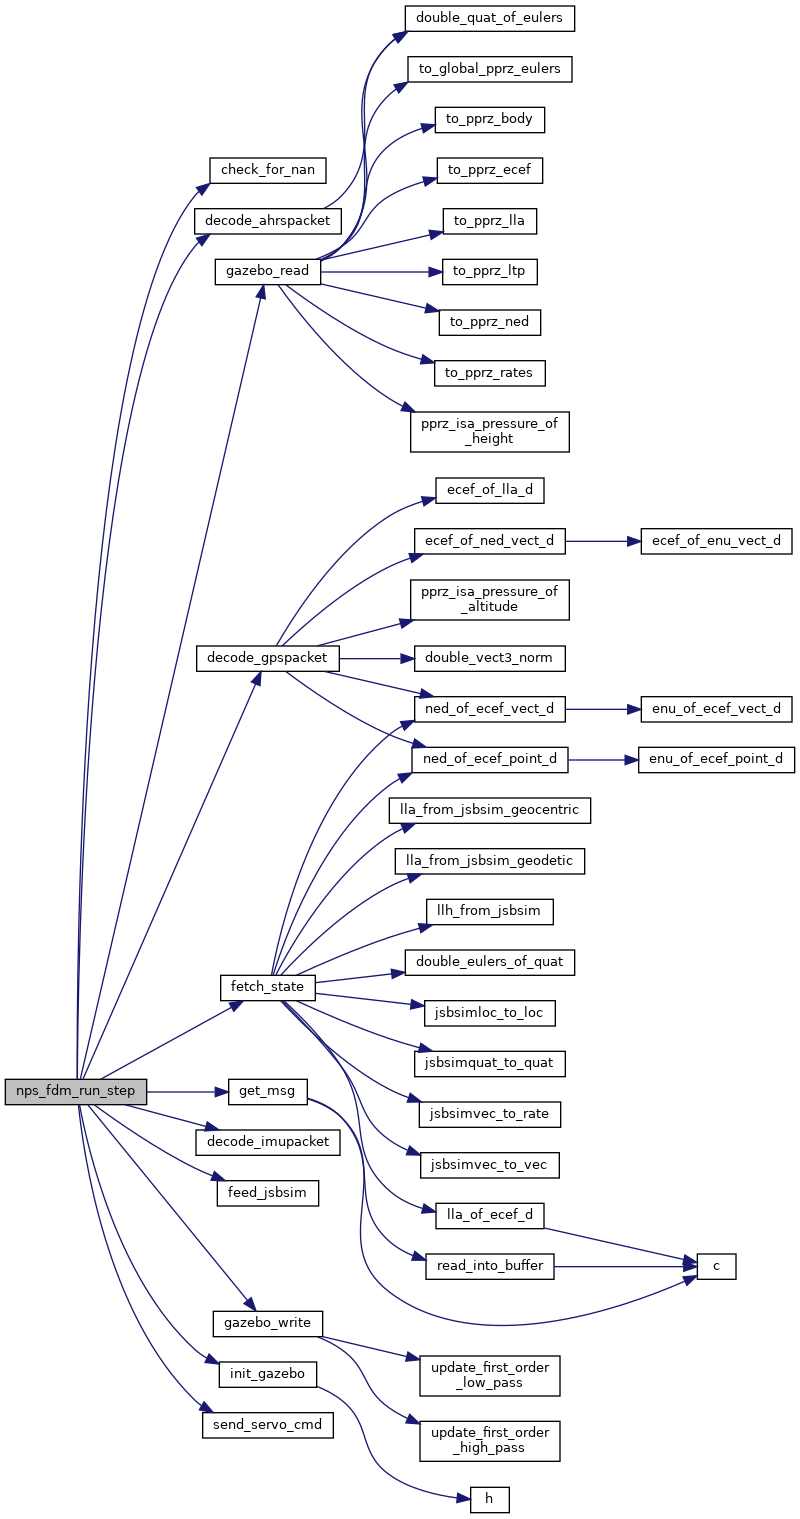 double_quat_of_eulers
to_global_pprz_eulers
to_pprz_body
check_for_nan
to_pprz_ecef
decode_ahrspacket
to_pprz_lla
gazebo_read
to_pprz_ltp
to_pprz_ned
to_pprz_rates
pprz_isa_pressure_of
_height
ecef_of_lla_d
ecef_of_ned_vect_d
ecef_of_enu_vect_d
pprz_isa_pressure_of
_altitude
decode_gpspacket
double_vect3_norm
ned_of_ecef_vect_d
enu_of_ecef_vect_d
ned_of_ecef_point_d
enu_of_ecef_point_d
lla_from_jsbsim_geocentric
lla_from_jsbsim_geodetic
llh_from_jsbsim
double_eulers_of_quat
fetch_state
jsbsimloc_to_loc
jsbsimquat_to_quat
nps_fdm_run_step
get_msg
jsbsimvec_to_rate
decode_imupacket
jsbsimvec_to_vec
feed_jsbsim
lla_of_ecef_d
read_into_buffer
c
gazebo_write
init_gazebo
update_first_order
_low_pass
send_servo_cmd
update_first_order
_high_pass
h